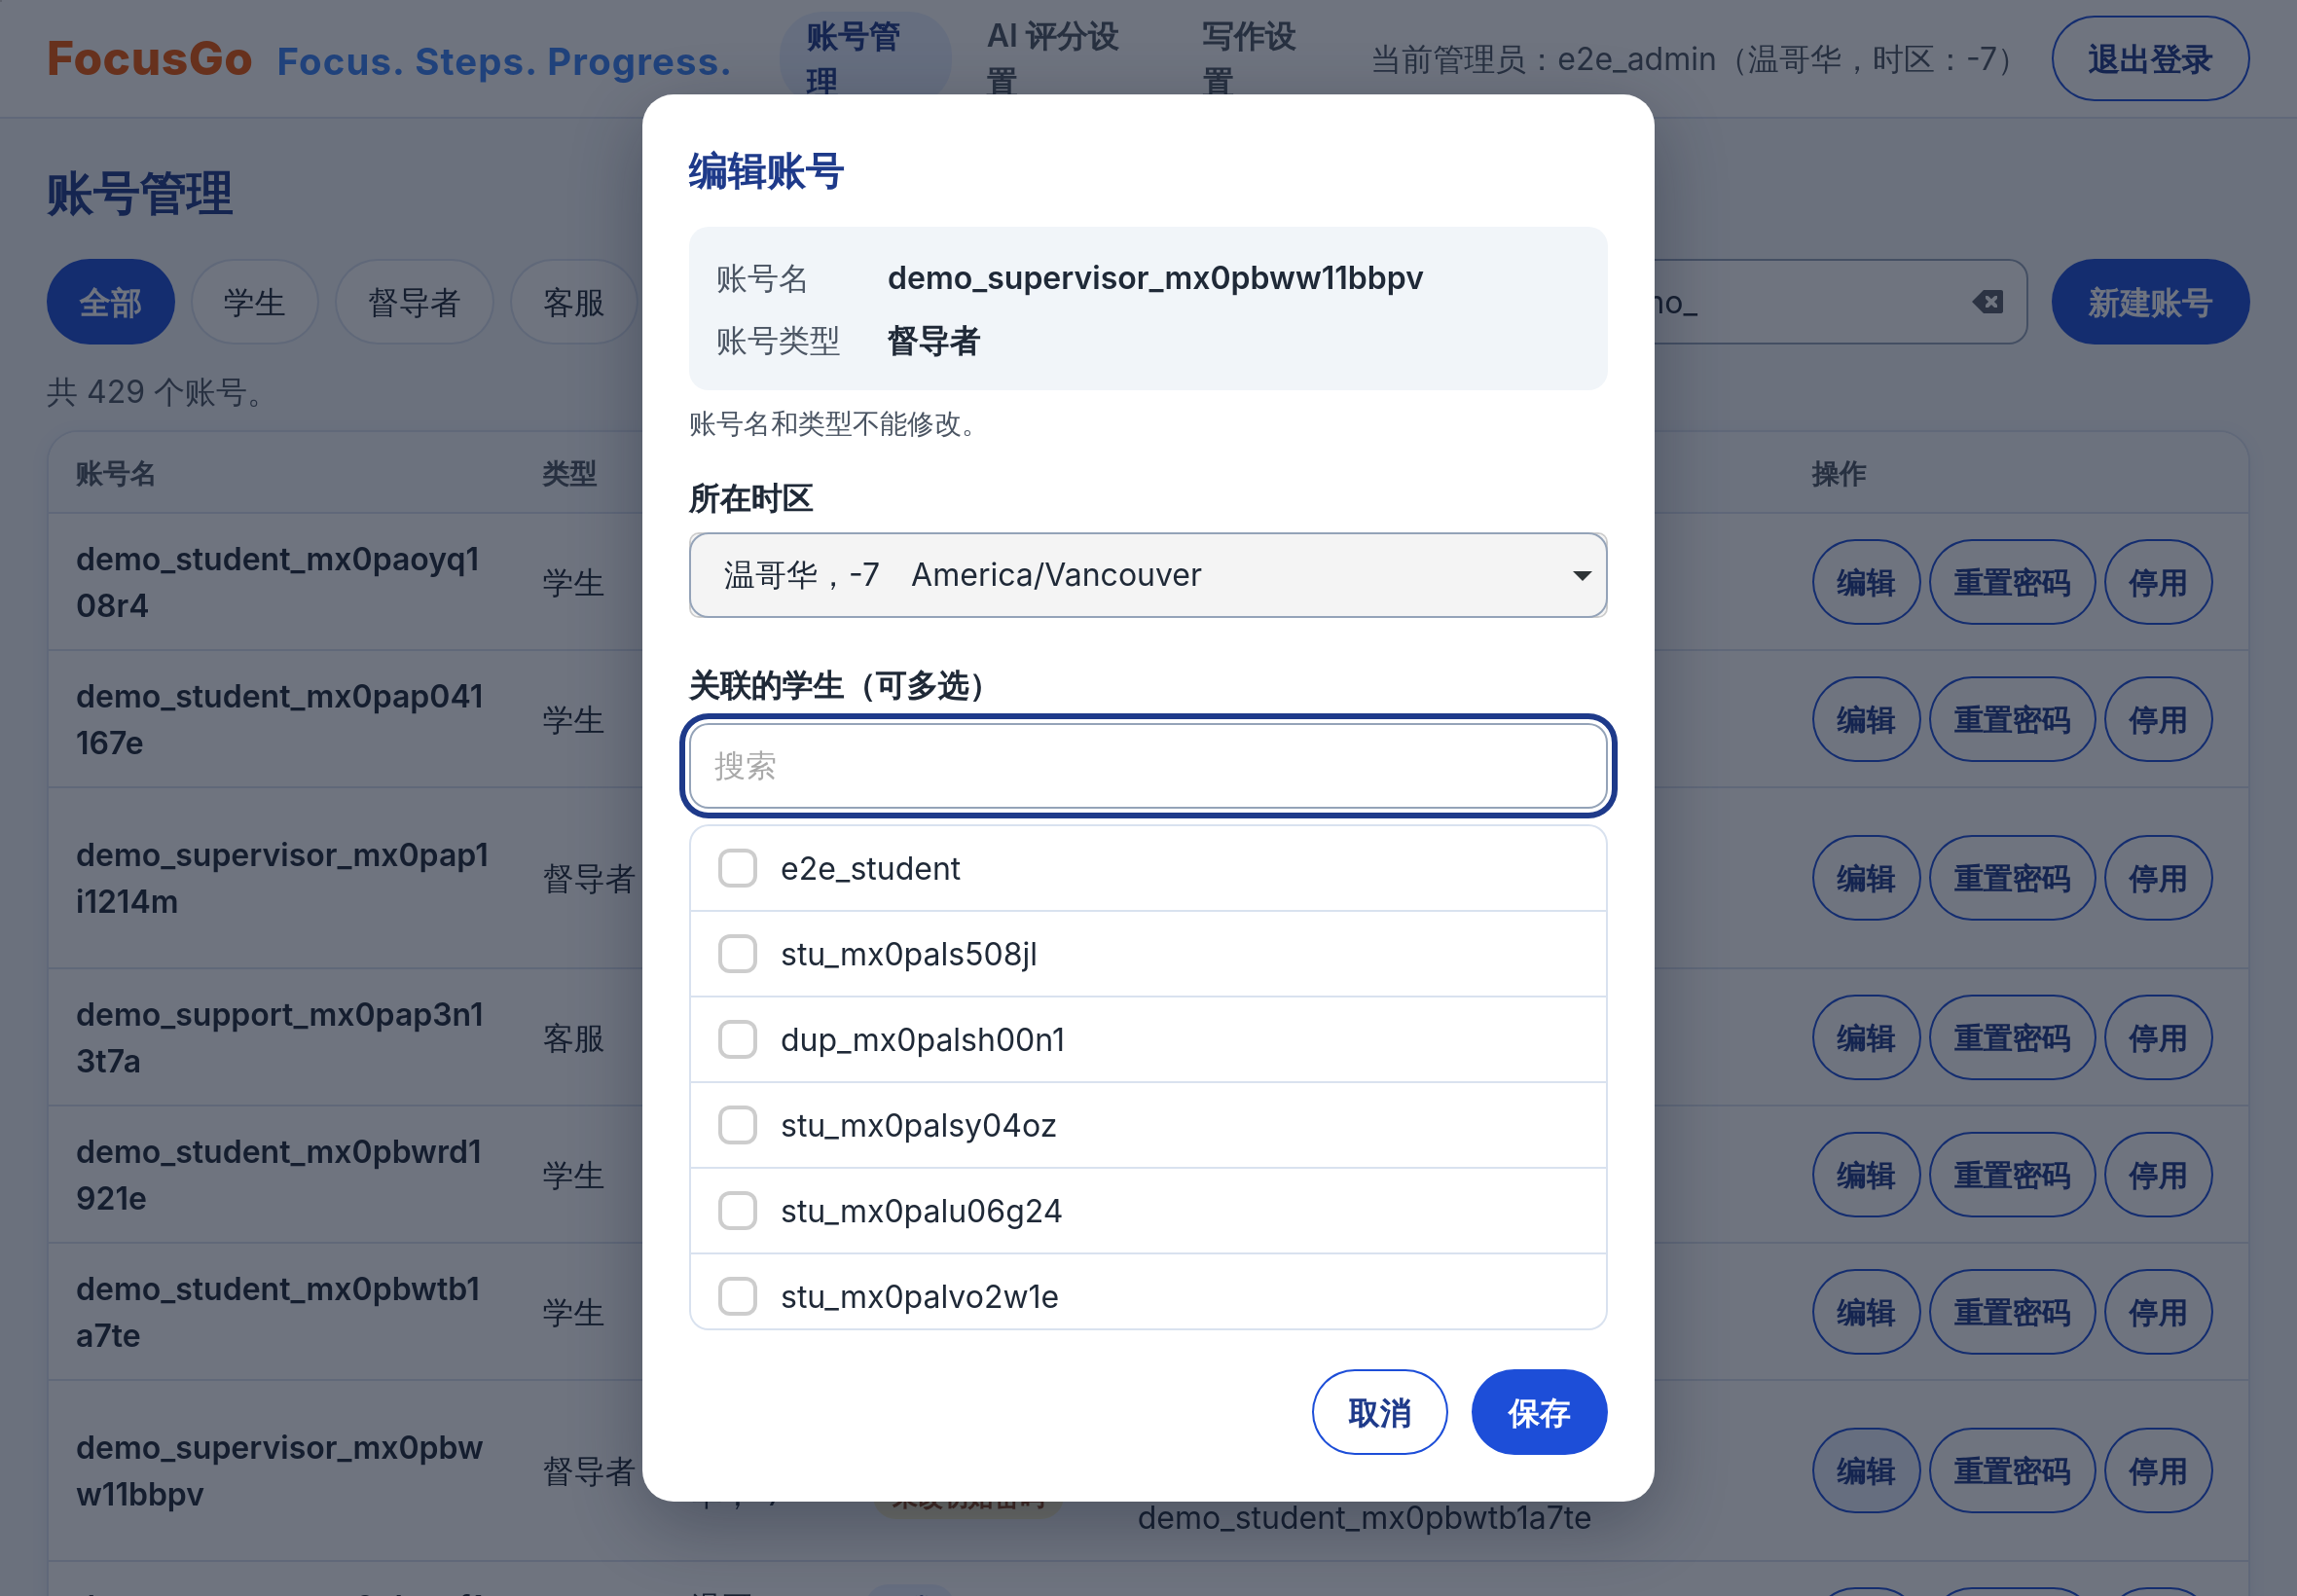 FocusGo Focus. Steps. Progress.
账号管
理
AI 评分设
置
写作设
置
当前管理员：e2e_admin（温哥华，时区：-7）
退出登录
账号管理
全部
学生
督导者
客服
no_
新建账号
共 429 个账号。
账号名
类型
操作
demo_student_mx0paoyq1
08r4
学生
编辑
重置密码
停用
demo_student_mx0pap041
167e
学生
编辑
重置密码
停用
demo_supervisor_mx0pap1
i1214m
督导者
编辑
重置密码
停用
demo_support_mx0pap3n1
3t7a
客服
编辑
重置密码
停用
demo_student_mx0pbwrd1
921e
学生
编辑
重置密码
停用
demo_student_mx0pbwtb1
a7te
学生
编辑
重置密码
停用
demo_supervisor_mx0pbw
w11bbpv
督导者
demo_student_mx0pbwtb1a7te
编辑
重置密码
停用
编辑账号
账号名 demo_supervisor_mx0pbww11bbpv
账号类型 督导者
账号名和类型不能修改。
所在时区
温哥华，-7 America/Vancouver
关联的学生（可多选）
搜索
e2e_student
stu_mx0pals508jl
dup_mx0palsh00n1
stu_mx0palsy04oz
stu_mx0palu06g24
stu_mx0palvo2w1e
取消
保存